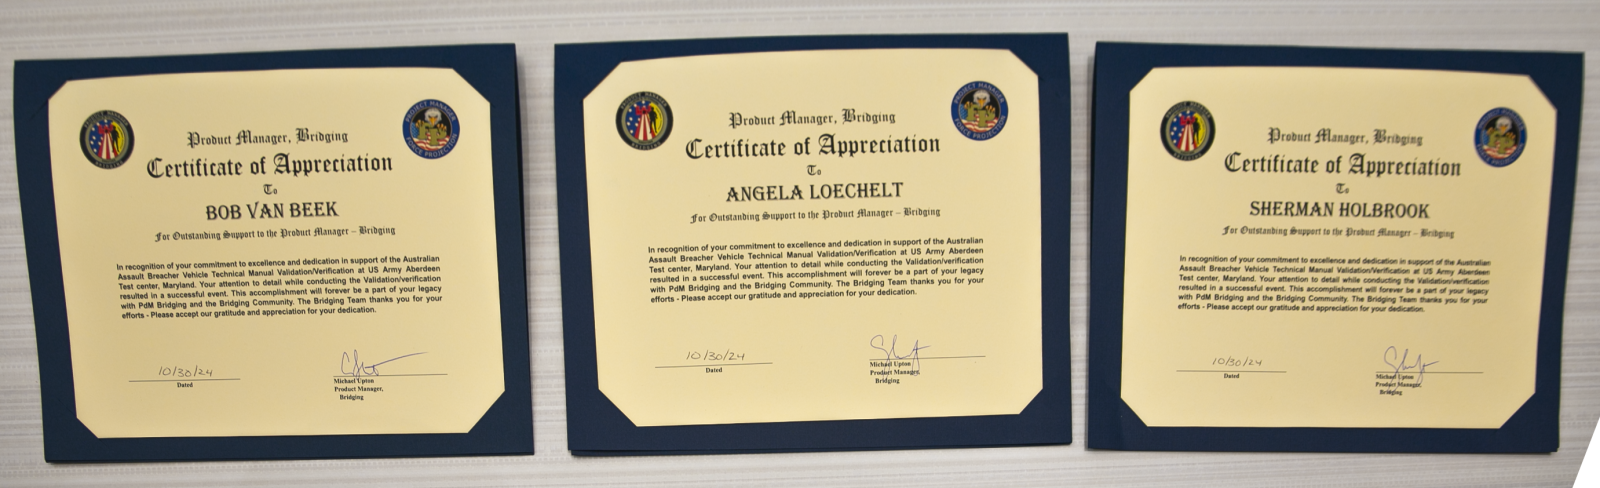 Product Manager, Bridging
Certificate of Appreciation
To
BOB VAN BEEK
For Outstanding Support to the Product Manager – Bridging
In recognition of your commitment to excellence and dedication in support of the Australian
Assault Breacher Vehicle Technical Manual Validation/Verification at US Army Aberdeen
Test center, Maryland. Your attention to detail while conducting the Validation/verification
resulted in a successful event. This accomplishment will forever be a part of your legacy
with PdM Bridging and the Bridging Community. The Bridging Team thanks you for your
efforts - Please accept our gratitude and appreciation for your dedication.
10/30/24
Dated
Michael Upton
Product Manager,
Bridging
PROJECT MANAGER
FORCE PROJECTION
Product Manager, Bridging
Certificate of Appreciation
To
ANGELA LOECHELT
For Outstanding Support to the Product Manager – Bridging
In recognition of your commitment to excellence and dedication in support of the Australian
Assault Breacher Vehicle Technical Manual Validation/Verification at US Army Aberdeen
Test center, Maryland. Your attention to detail while conducting the Validation/verification
resulted in a successful event. This accomplishment will forever be a part of your legacy
with PdM Bridging and the Bridging Community. The Bridging Team thanks you for your
efforts - Please accept our gratitude and appreciation for your dedication.
10/30/24
Dated
Michael Upton
Product Manager,
Bridging
PROJECT MANAGER
FORCE PROJECTION
Product Manager, Bridging
Certificate of Appreciation
To
SHERMAN HOLBROOK
For Outstanding Support to the Product Manager – Bridging
In recognition of your commitment to excellence and dedication in support of the Australian
Assault Breacher Vehicle Technical Manual Validation/Verification at US Army Aberdeen
Test center, Maryland. Your attention to detail while conducting the Validation/verification
resulted in a successful event. This accomplishment will forever be a part of your legacy
with PdM Bridging and the Bridging Community. The Bridging Team thanks you for your
efforts - Please accept our gratitude and appreciation for your dedication.
10/30/24
Dated
Michael Upton
Product Manager,
Bridging
PROJECT MANAGER
FORCE PROJECTION